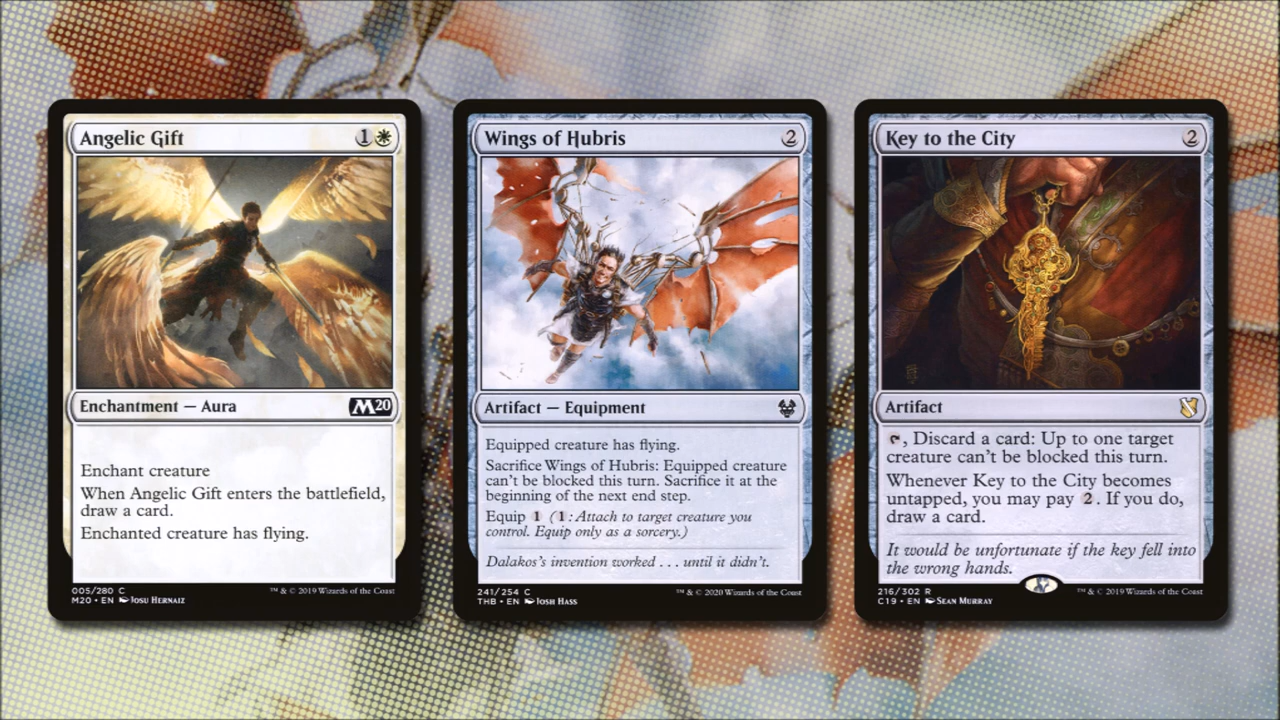 Angelic Gift 1
Enchantment — Aura M20
Enchant creature
When Angelic Gift enters the battlefield,
draw a card.
Enchanted creature has flying.
005/280 C
M20 • EN Josu Hernaiz
™ & © 2019 Wizards of the Coast
Wings of Hubris 2
Artifact — Equipment
Equipped creature has flying.
Sacrifice Wings of Hubris: Equipped creature
can't be blocked this turn. Sacrifice it at the
beginning of the next end step.
Equip 1 (1: Attach to target creature you
control. Equip only as a sorcery.)
Dalakos's invention worked . . . until it didn't.
241/254 C
THB • EN Josh Hass
™ & © 2020 Wizards of the Coast
Key to the City 2
Artifact
, Discard a card: Up to one target
creature can't be blocked this turn.
Whenever Key to the City becomes
untapped, you may pay 2. If you do,
draw a card.
It would be unfortunate if the key fell into
the wrong hands.
216/302 R
C19 • EN Sean Murray
™ & © 2019 Wizards of the Coast